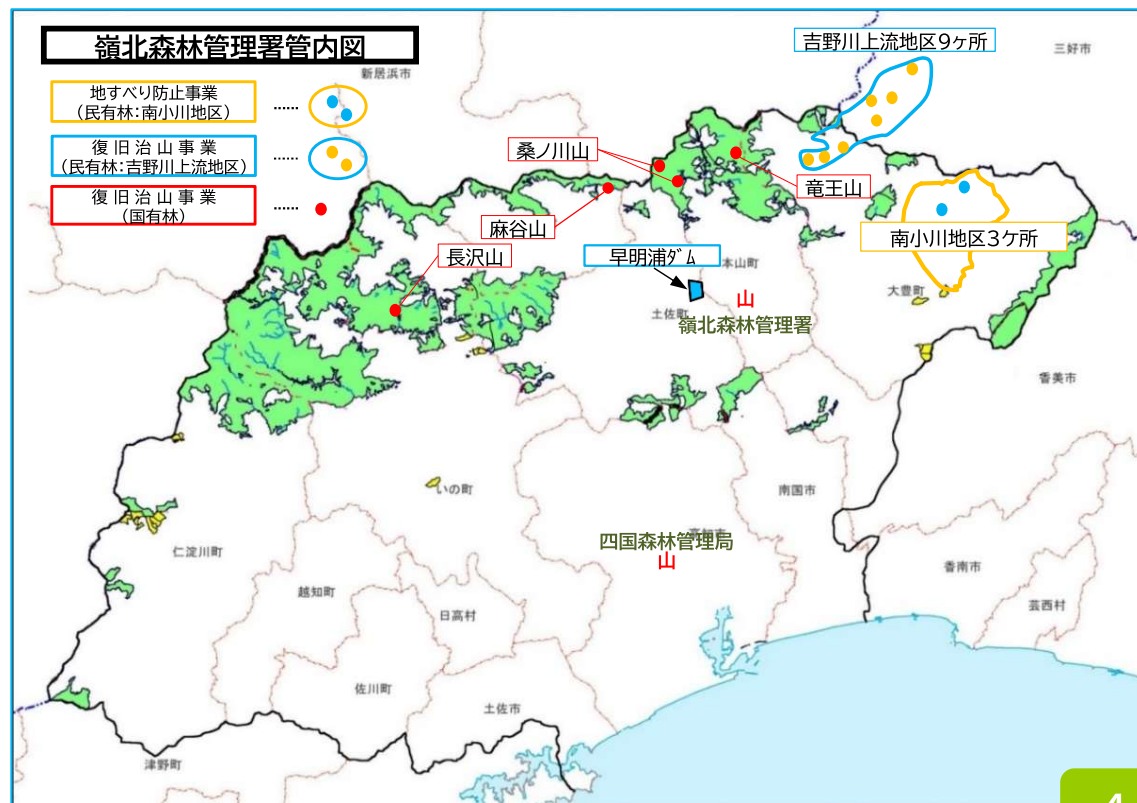 嶺北森林管理署管内図
地すべり防止事業
(民有林:南小川地区)
……
復旧治山事業
(民有林:吉野川上流地区)
……
復旧治山事業
(国有林)
……
吉野川上流地区9ヶ所
三好市
新居浜市
桑ノ川山
竜王山
麻谷山
南小川地区3ケ所
長沢山
早明浦ダム
本山町
大豊町
山
土佐町
嶺北森林管理署
香美市
いの町
南国市
高知市
四国森林管理局
山
仁淀川町
香南市
越知町
芸西村
日高村
佐川町
土佐市
津野町
4